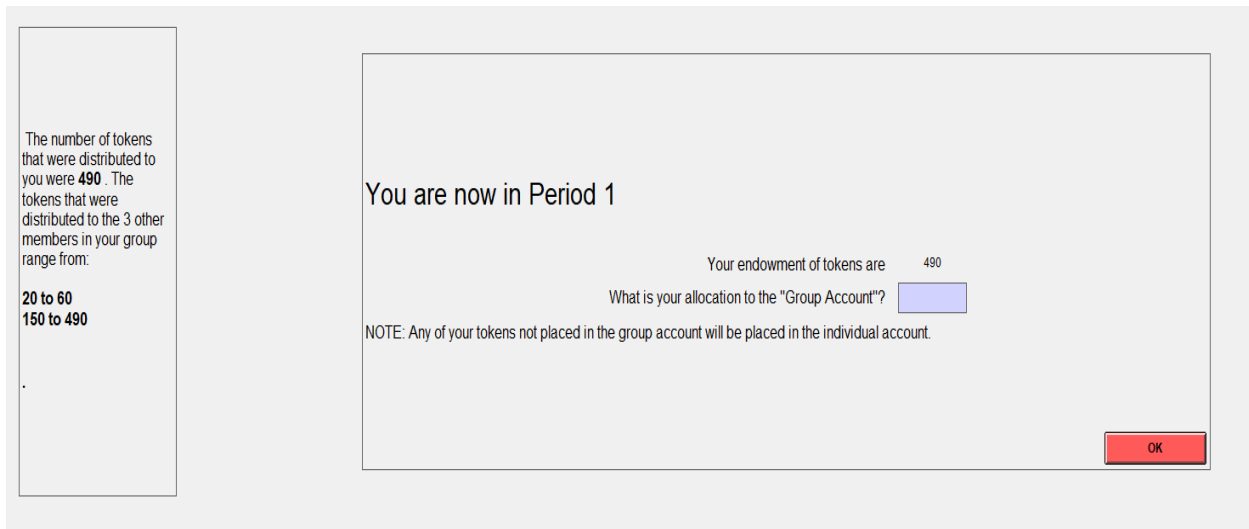 The number of tokens
that were distributed to
you were 490 . The
tokens that were
distributed to the 3 other
members in your group
range from:
20 to 60
150 to 490
.
You are now in Period 1
Your endowment of tokens are 490
What is your allocation to the "Group Account"?
NOTE: Any of your tokens not placed in the group account will be placed in the individual account.
OK